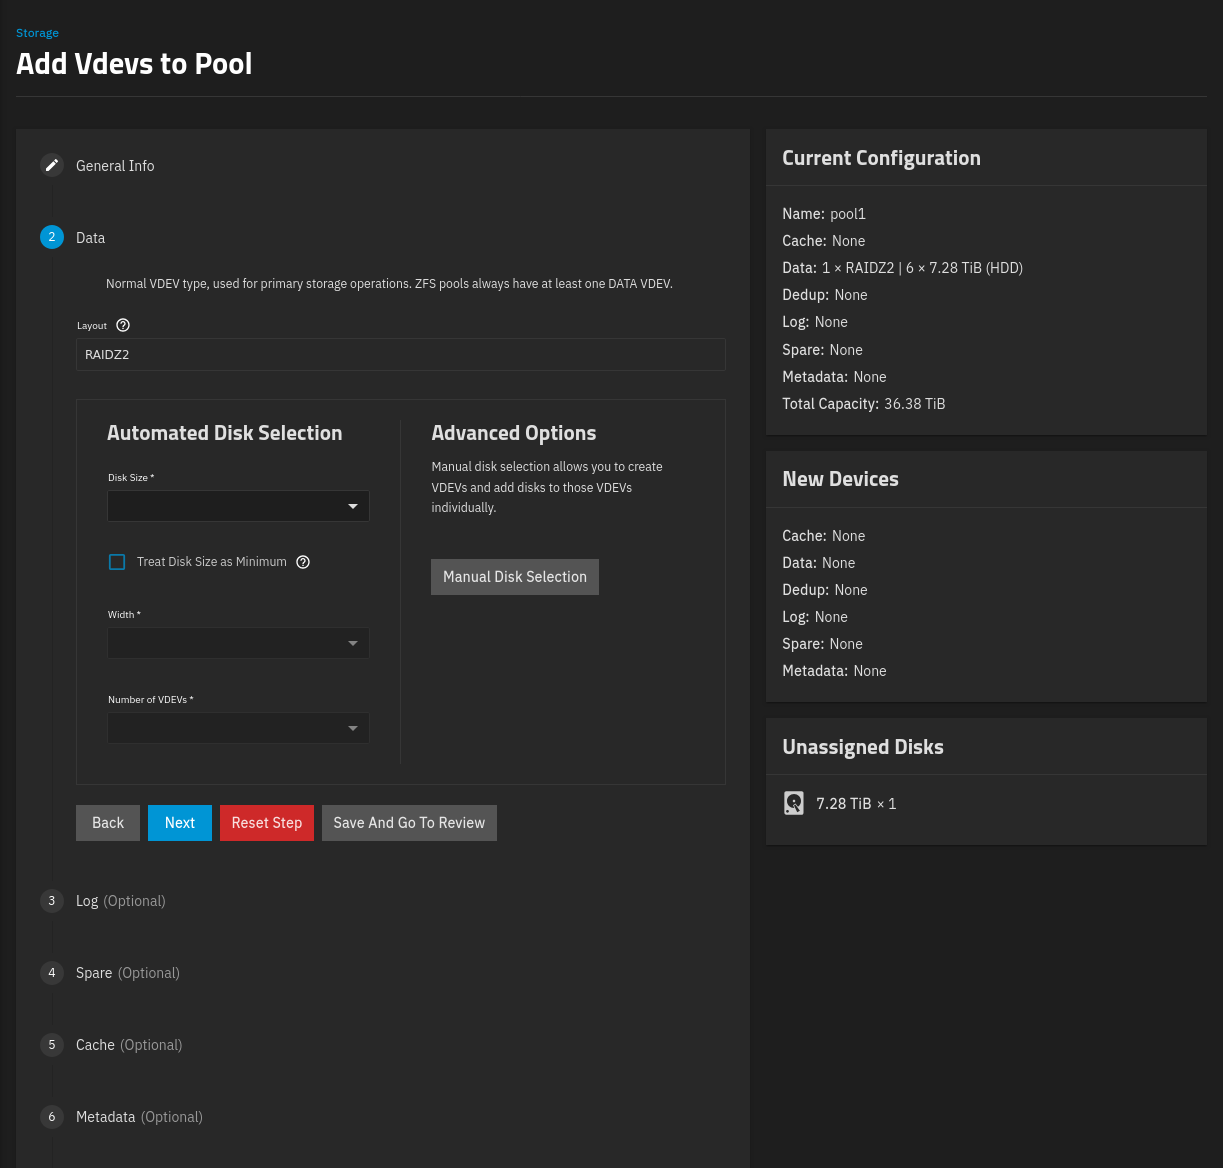 Storage
Add Vdevs to Pool
General Info
2
Data
Normal VDEV type, used for primary storage operations. ZFS pools always have at least one DATA VDEV.
Layout
RAIDZ2
Automated Disk Selection
Disk Size *
Treat Disk Size as Minimum
Width *
Number of VDEVs *
Advanced Options
Manual disk selection allows you to create
VDEVs and add disks to those VDEVs
individually.
Manual Disk Selection
Back
Next
Reset Step
Save And Go To Review
3
Log (Optional)
4
Spare (Optional)
5
Cache (Optional)
6
Metadata (Optional)
Current Configuration
Name: pool1
Cache: None
Data: 1 × RAIDZ2 | 6 × 7.28 TiB (HDD)
Dedup: None
Log: None
Spare: None
Metadata: None
Total Capacity: 36.38 TiB
New Devices
Cache: None
Data: None
Dedup: None
Log: None
Spare: None
Metadata: None
Unassigned Disks
7.28 TiB × 1